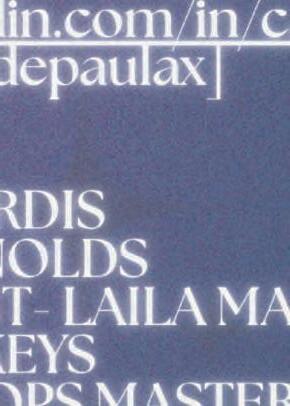 lin.com/in/c
depaulax]
RDIS
NOLDS
T- LAILA MA
KEYS
OPS MASTER